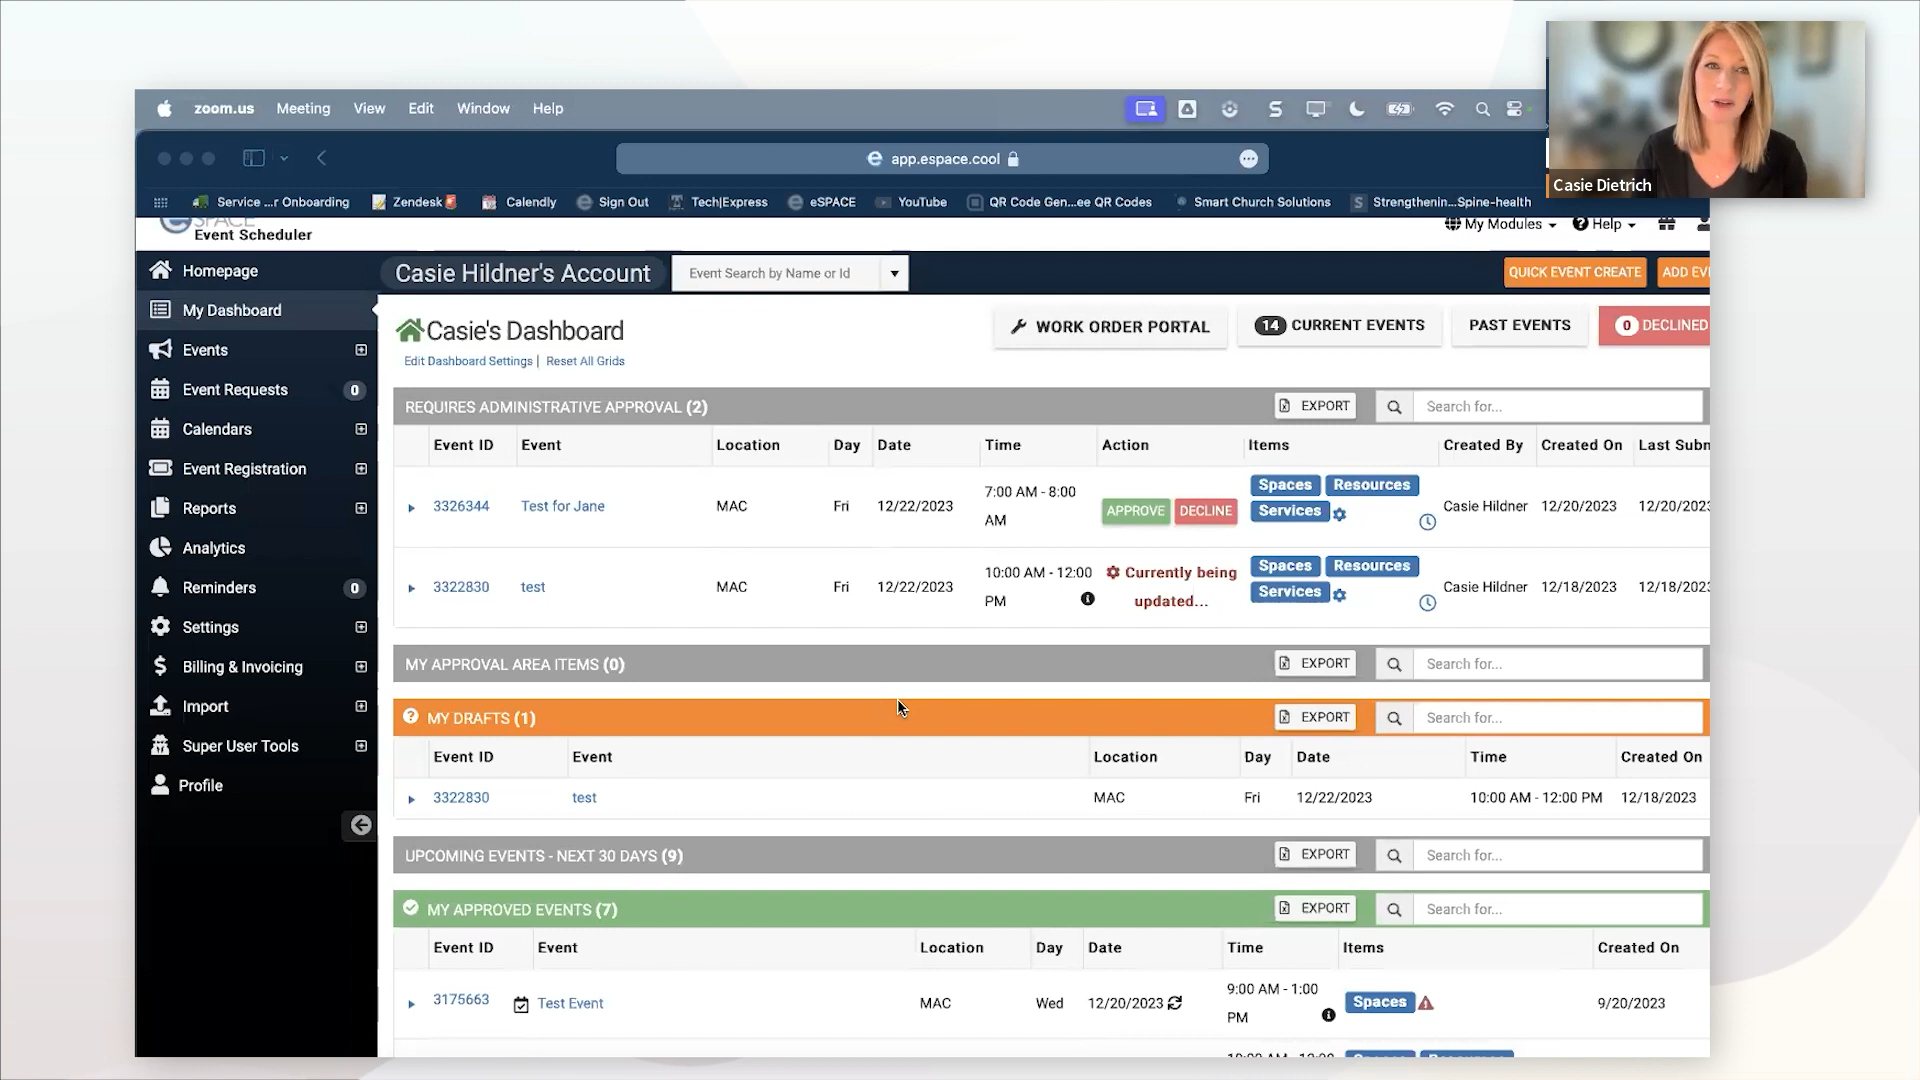 zoom.us Meeting View Edit Window Help
app.espace.cool
Service ...r Onboarding Zendesk Calendly Sign Out Tech|Express eSPACE YouTube QR Code Gen...ee QR Codes Smart Church Solutions Strengthenin...Spine-health
Casie Dietrich
eSPACE
Event Scheduler
My Modules Help
Homepage
My Dashboard
Events
Event Requests 0
Calendars
Event Registration
Reports
Analytics
Reminders 0
Settings
Billing & Invoicing
Import
Super User Tools
Profile
Casie Hildner's Account Event Search by Name or Id QUICK EVENT CREATE ADD EV
Casie's Dashboard WORK ORDER PORTAL 14 CURRENT EVENTS PAST EVENTS 0 DECLINED
Edit Dashboard Settings | Reset All Grids
REQUIRES ADMINISTRATIVE APPROVAL (2) EXPORT Search for...
Event ID Event Location Day Date Time Action Items Created By Created On Last Subm
3326344 Test for Jane MAC Fri 12/22/2023 7:00 AM - 8:00 AM APPROVE DECLINE Spaces Resources Services Casie Hildner 12/20/2023 12/20/2023
3322830 test MAC Fri 12/22/2023 10:00 AM - 12:00 PM Currently being updated... Spaces Resources Services Casie Hildner 12/18/2023 12/18/2023
MY APPROVAL AREA ITEMS (0) EXPORT Search for...
MY DRAFTS (1) EXPORT Search for...
Event ID Event Location Day Date Time Created On
3322830 test MAC Fri 12/22/2023 10:00 AM - 12:00 PM 12/18/2023
UPCOMING EVENTS - NEXT 30 DAYS (9) EXPORT Search for...
MY APPROVED EVENTS (7) EXPORT Search for...
Event ID Event Location Day Date Time Items Created On
3175663 Test Event MAC Wed 12/20/2023 9:00 AM - 1:00 PM Spaces 9/20/2023